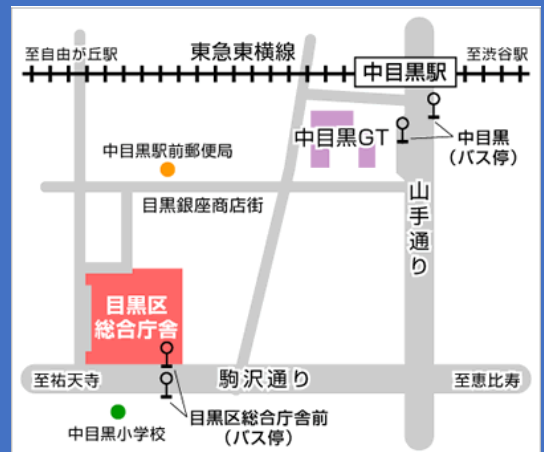 東急東横線
至自由が丘駅
至渋谷駅
中目黒駅
中目黒GT
中目黒
(バス停)
中目黒駅前郵便局
目黒銀座商店街
山手通り
目黒区
総合庁舎
至祐天寺
駒沢通り
至恵比寿
目黒区総合庁舎前
(バス停)
中目黒小学校